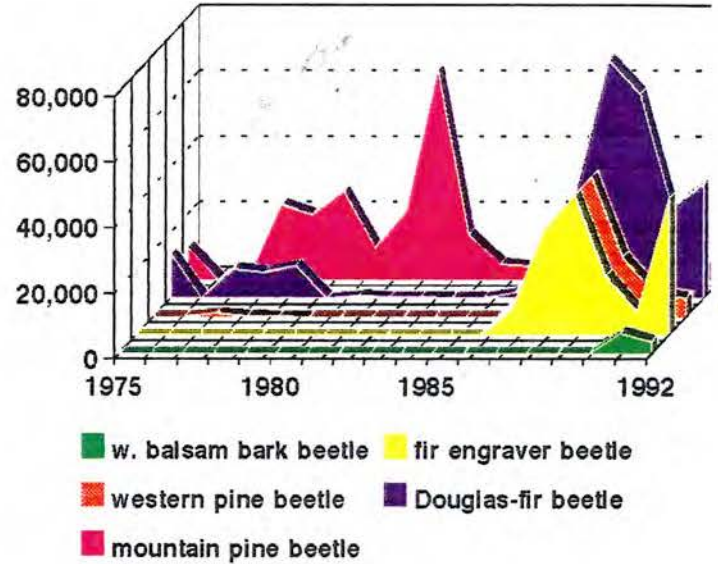 80,000
60,000
40,000
20,000
0
1975 1980 1985 1992
w. balsam bark beetle fir engraver beetle
western pine beetle Douglas-fir beetle
mountain pine beetle